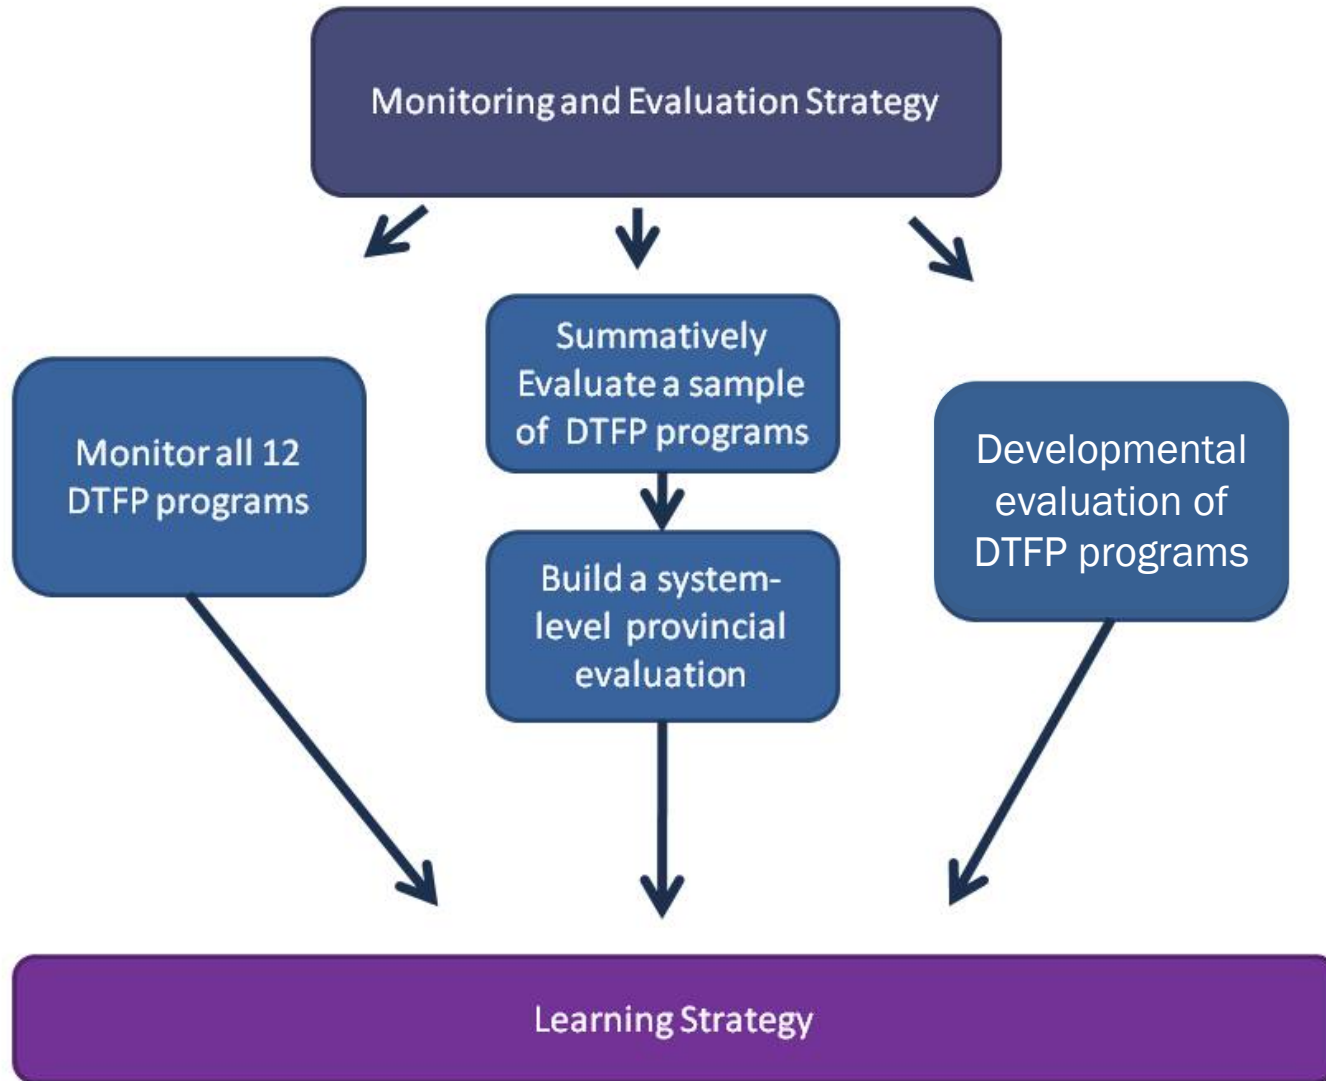 Monitoring and Evaluation Strategy
Summatively
Evaluate a sample
of DTFP programs
Monitor all 12
DTFP programs
Developmental
evaluation of
DTFP programs
Build a system-
level provincial
evaluation
Learning Strategy